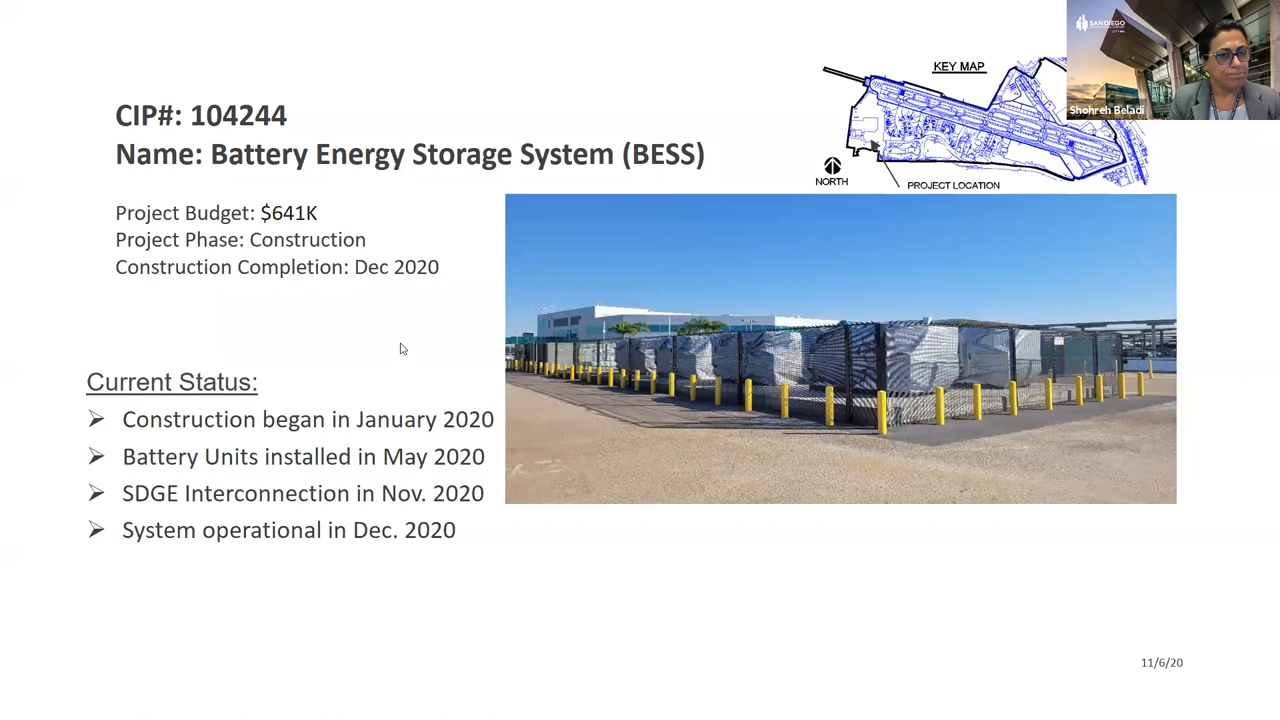 SAN DIEGO
Shohreh Beladi
KEY MAP
NORTH
PROJECT LOCATION
CIP#: 104244
Name: Battery Energy Storage System (BESS)
Project Budget: $641K
Project Phase: Construction
Construction Completion: Dec 2020
Current Status:
➢ Construction began in January 2020
➢ Battery Units installed in May 2020
➢ SDGE Interconnection in Nov. 2020
➢ System operational in Dec. 2020
11/6/20